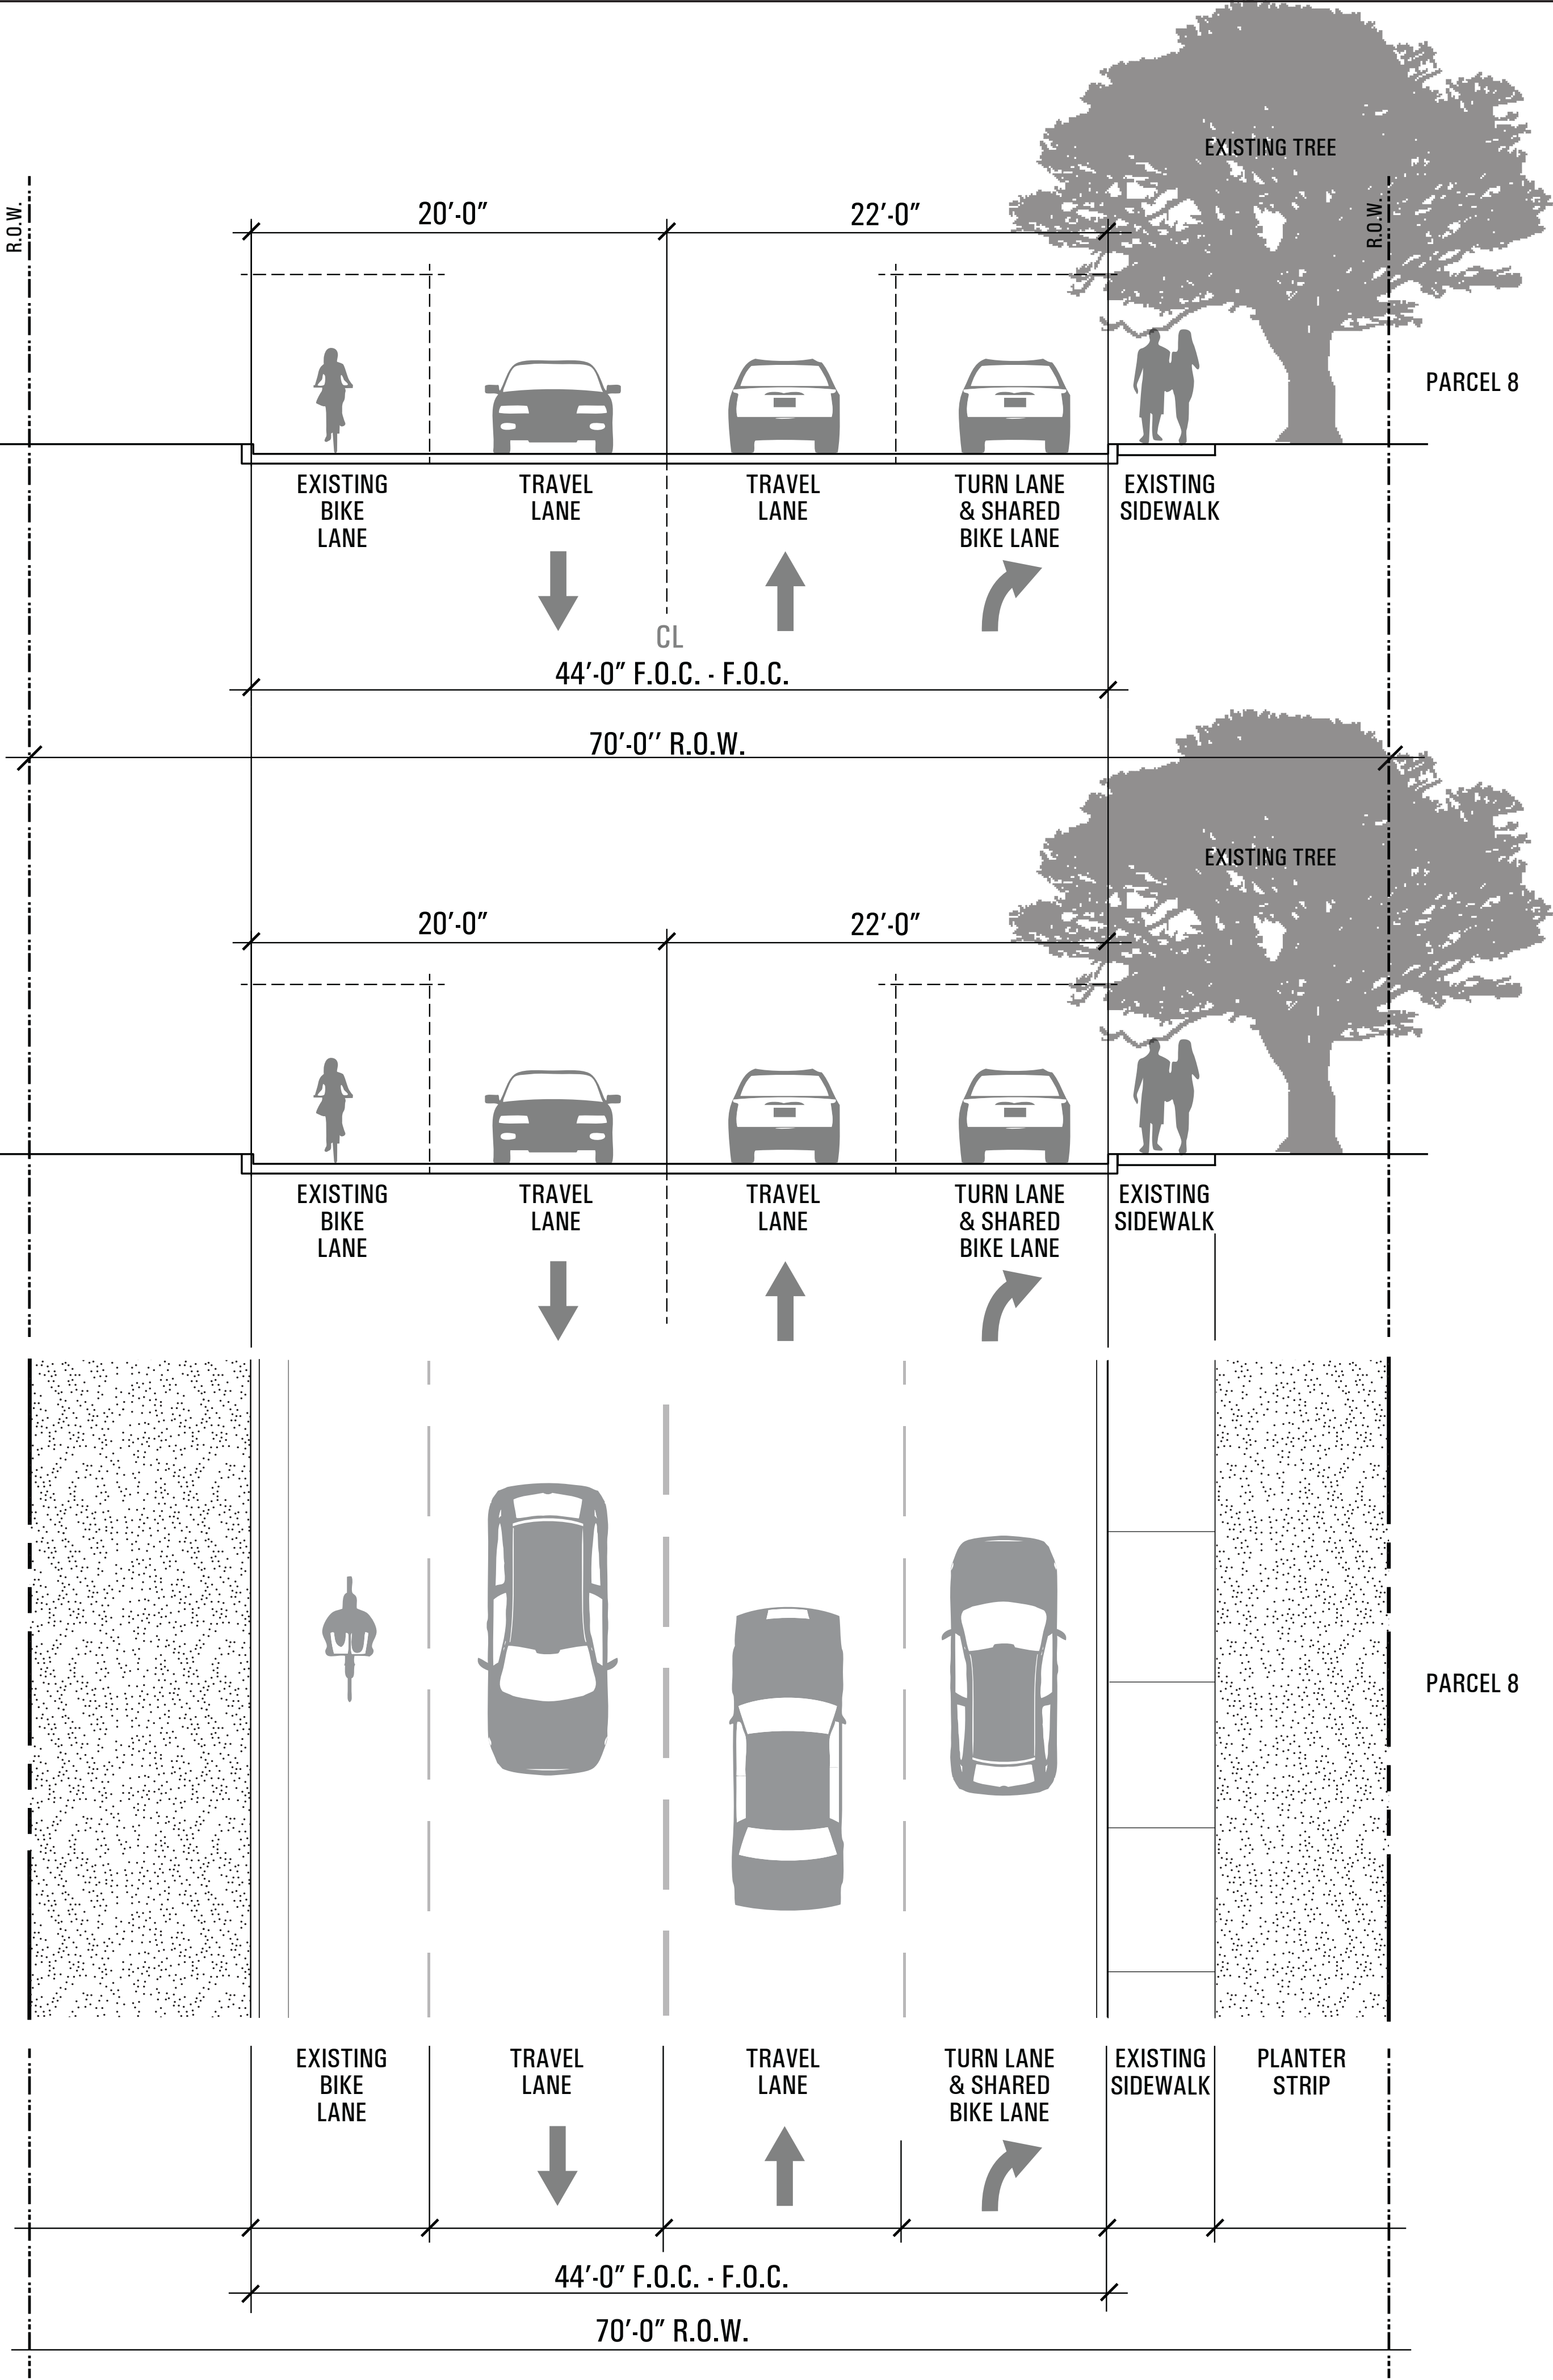 EXISTING TREE
R.O.W.
R.O.W.
20'-0"
22'-0"
PARCEL 8
EXISTING
BIKE
LANE
TRAVEL
LANE
TRAVEL
LANE
TURN LANE
& SHARED
BIKE LANE
EXISTING
SIDEWALK
CL
44'-0" F.O.C. - F.O.C.
70'-0'' R.O.W.
EXISTING TREE
20'-0"
22'-0"
EXISTING
BIKE
LANE
TRAVEL
LANE
TRAVEL
LANE
TURN LANE
& SHARED
BIKE LANE
EXISTING
SIDEWALK
PARCEL 8
EXISTING
BIKE
LANE
TRAVEL
LANE
TRAVEL
LANE
TURN LANE
& SHARED
BIKE LANE
EXISTING
SIDEWALK
PLANTER
STRIP
44'-0" F.O.C. - F.O.C.
70'-0" R.O.W.